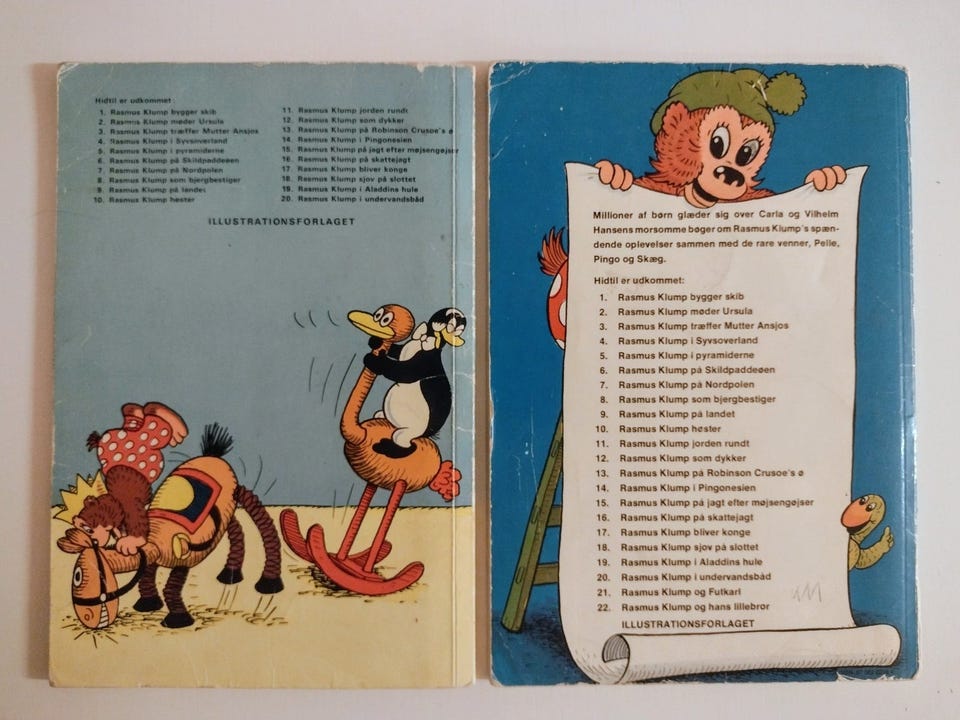 Hidtil er udkommet:
1. Rasmus Klump bygger skib
2. Rasmus Klump møder Ursula
3. Rasmus Klump træffer Mutter Ansjos
4. Rasmus Klump i Syvsoverland
5. Rasmus Klump i pyramiderne
6. Rasmus Klump på Skildpaddeøen
7. Rasmus Klump på Nordpolen
8. Rasmus Klump som bjergbestiger
9. Rasmus Klump på landet
10. Rasmus Klump høster
11. Rasmus Klump jorden rundt
12. Rasmus Klump som dykker
13. Rasmus Klump på Robinson Crusoe's ø
14. Rasmus Klump i Pingonesien
15. Rasmus Klump på jagt efter møjsengøjser
16. Rasmus Klump på skattejagt
17. Rasmus Klump bliver konge
18. Rasmus Klump sjov på slottet
19. Rasmus Klump i Aladdins hule
20. Rasmus Klump i undervandsbåd
ILLUSTRATIONSFORLAGET
Millioner af børn glæder sig over Carla og Vilhelm
Hansens morsomme bøger om Rasmus Klump's spæn-
dende oplevelser sammen med de rare venner, Pelle,
Pingo og Skæg.
Hidtil er udkommet:
1. Rasmus Klump bygger skib
2. Rasmus Klump møder Ursula
3. Rasmus Klump træffer Mutter Ansjos
4. Rasmus Klump i Syvsoverland
5. Rasmus Klump i pyramiderne
6. Rasmus Klump på Skildpaddeøen
7. Rasmus Klump på Nordpolen
8. Rasmus Klump som bjergbestiger
9. Rasmus Klump på landet
10. Rasmus Klump høster
11. Rasmus Klump jorden rundt
12. Rasmus Klump som dykker
13. Rasmus Klump på Robinson Crusoe's ø
14. Rasmus Klump i Pingonesien
15. Rasmus Klump på jagt efter møjsengøjser
16. Rasmus Klump på skattejagt
17. Rasmus Klump bliver konge
18. Rasmus Klump sjov på slottet
19. Rasmus Klump i Aladdins hule
20. Rasmus Klump i undervandsbåd
21. Rasmus Klump og Futkarl
22. Rasmus Klump og hans lillebror
ILLUSTRATIONSFORLAGET